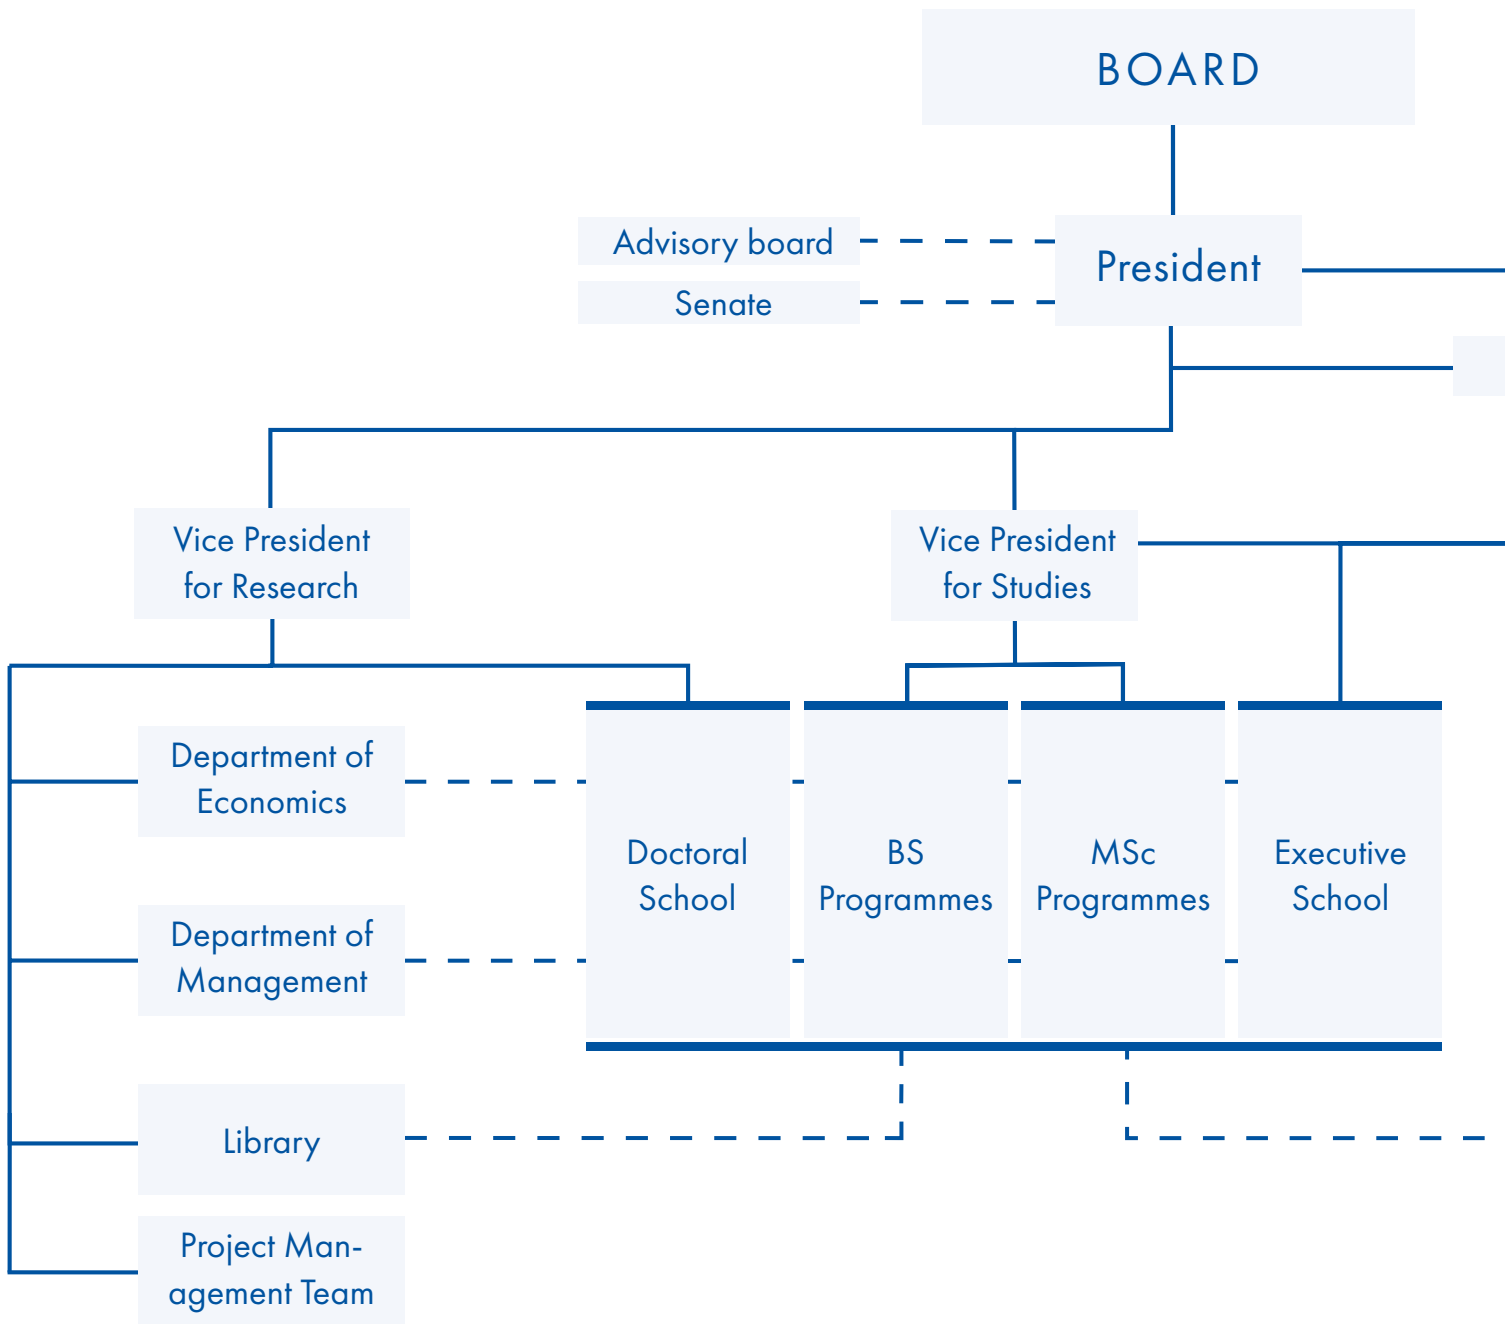 BOARD
Advisory board
President
Senate
Vice President
for Research
Vice President
for Studies
Department of
Economics
Doctoral
School
BS
Programmes
MSc
Programmes
Executive
School
Department of
Management
Library
Project Man-
agement Team